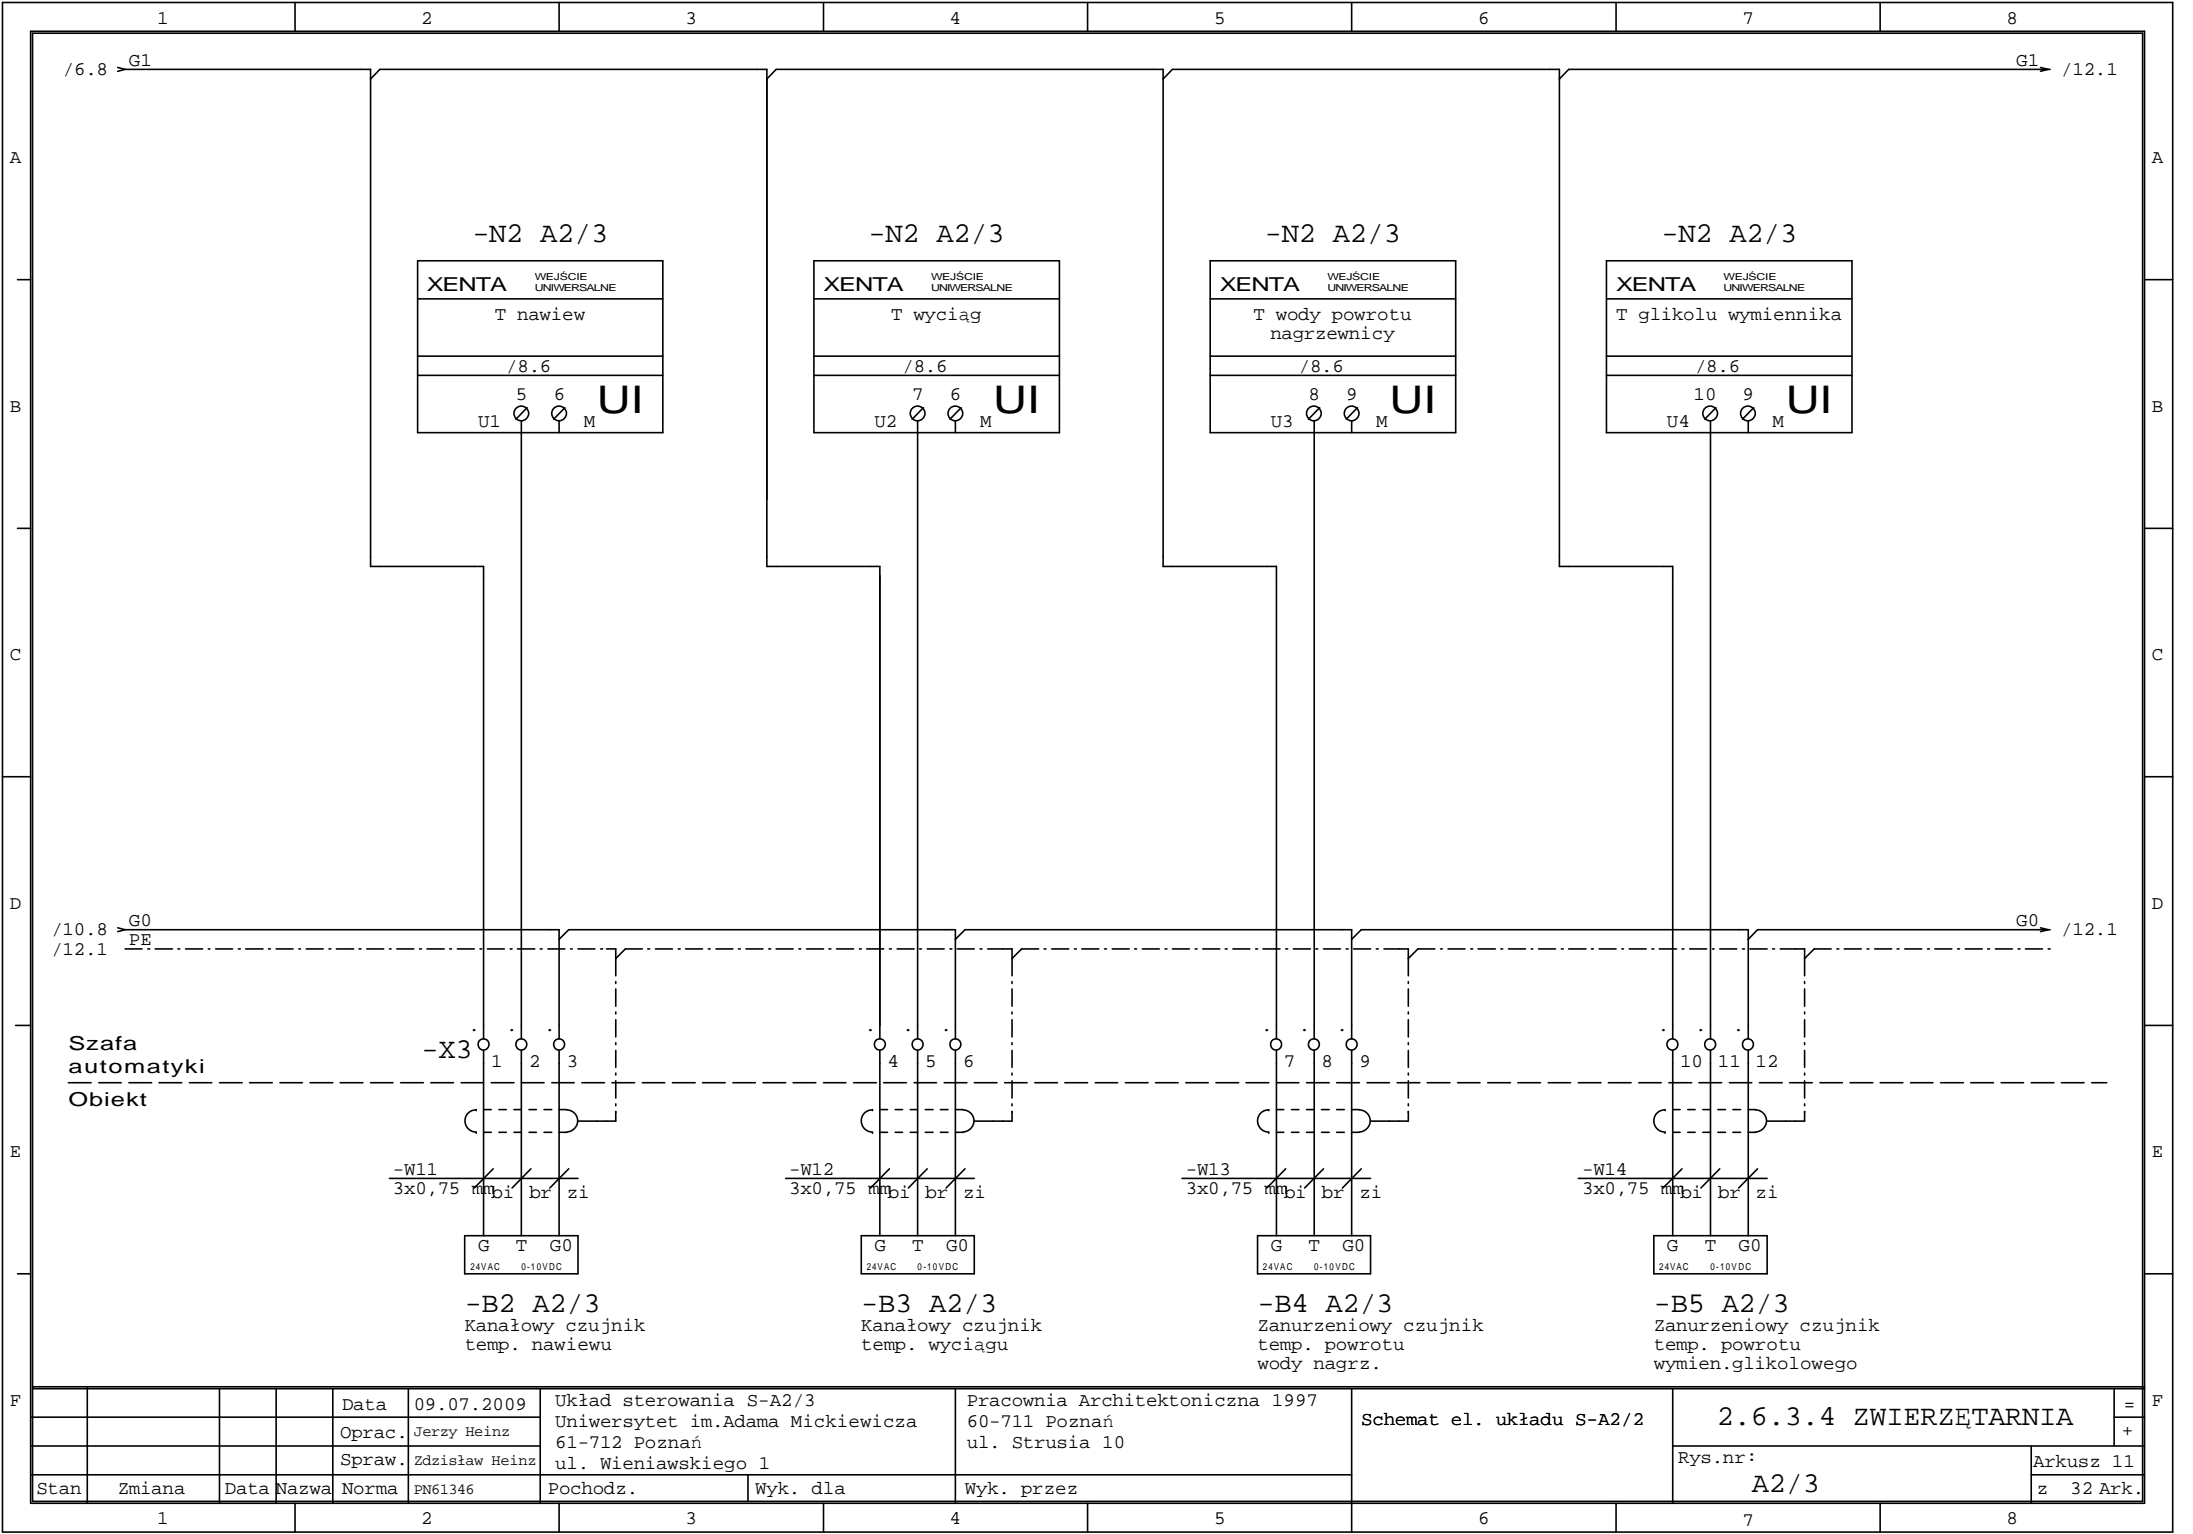 1 2 3 4 5 6 7 8
/6.8 G1
G1 /12.1
A A
-N2 A2/3 -N2 A2/3 -N2 A2/3 -N2 A2/3
XENTA WEJŚCIE UNIWERSALNE
T nawiew
/8.6
5 6 UI
U1 M
XENTA WEJŚCIE UNIWERSALNE
T wyciąg
/8.6
7 6 UI
U2 M
XENTA WEJŚCIE UNIWERSALNE
T wody powrotu
nagrzewnicy
/8.6
8 9 UI
U3 M
XENTA WEJŚCIE UNIWERSALNE
T glikolu wymiennika
/8.6
10 9 UI
U4 M
B B
C C
D D
/10.8 G0
G0 /12.1
/12.1 PE
Szafa
automatyki
Obiekt
-X3 1 2 3 4 5 6 7 8 9 10 11 12
E E
-W11
3x0,75 mm bi br zi
-W12
3x0,75 mm bi br zi
-W13
3x0,75 mm bi br zi
-W14
3x0,75 mm bi br zi
G T G0
24VAC 0-10VDC
G T G0
24VAC 0-10VDC
G T G0
24VAC 0-10VDC
G T G0
24VAC 0-10VDC
-B2 A2/3
Kanałowy czujnik
temp. nawiewu
-B3 A2/3
Kanałowy czujnik
temp. wyciągu
-B4 A2/3
Zanurzeniowy czujnik
temp. powrotu
wody nagrz.
-B5 A2/3
Zanurzeniowy czujnik
temp. powrotu
wymien.glikolowego
F F
Data 09.07.2009
Oprac. Jerzy Heinz
Spraw. Zdzisław Heinz
Stan Zmiana Data Nazwa Norma PN61346
Układ sterowania S-A2/3
Uniwersytet im.Adama Mickiewicza
61-712 Poznań
ul. Wieniawskiego 1
Pochodz. Wyk. dla
Pracownia Architektoniczna 1997
60-711 Poznań
ul. Strusia 10
Wyk. przez
Schemat el. układu S-A2/2
2.6.3.4 ZWIERZĘTARNIA
=
+
Rys.nr:
A2/3
Arkusz 11
z 32 Ark.
1 2 3 4 5 6 7 8